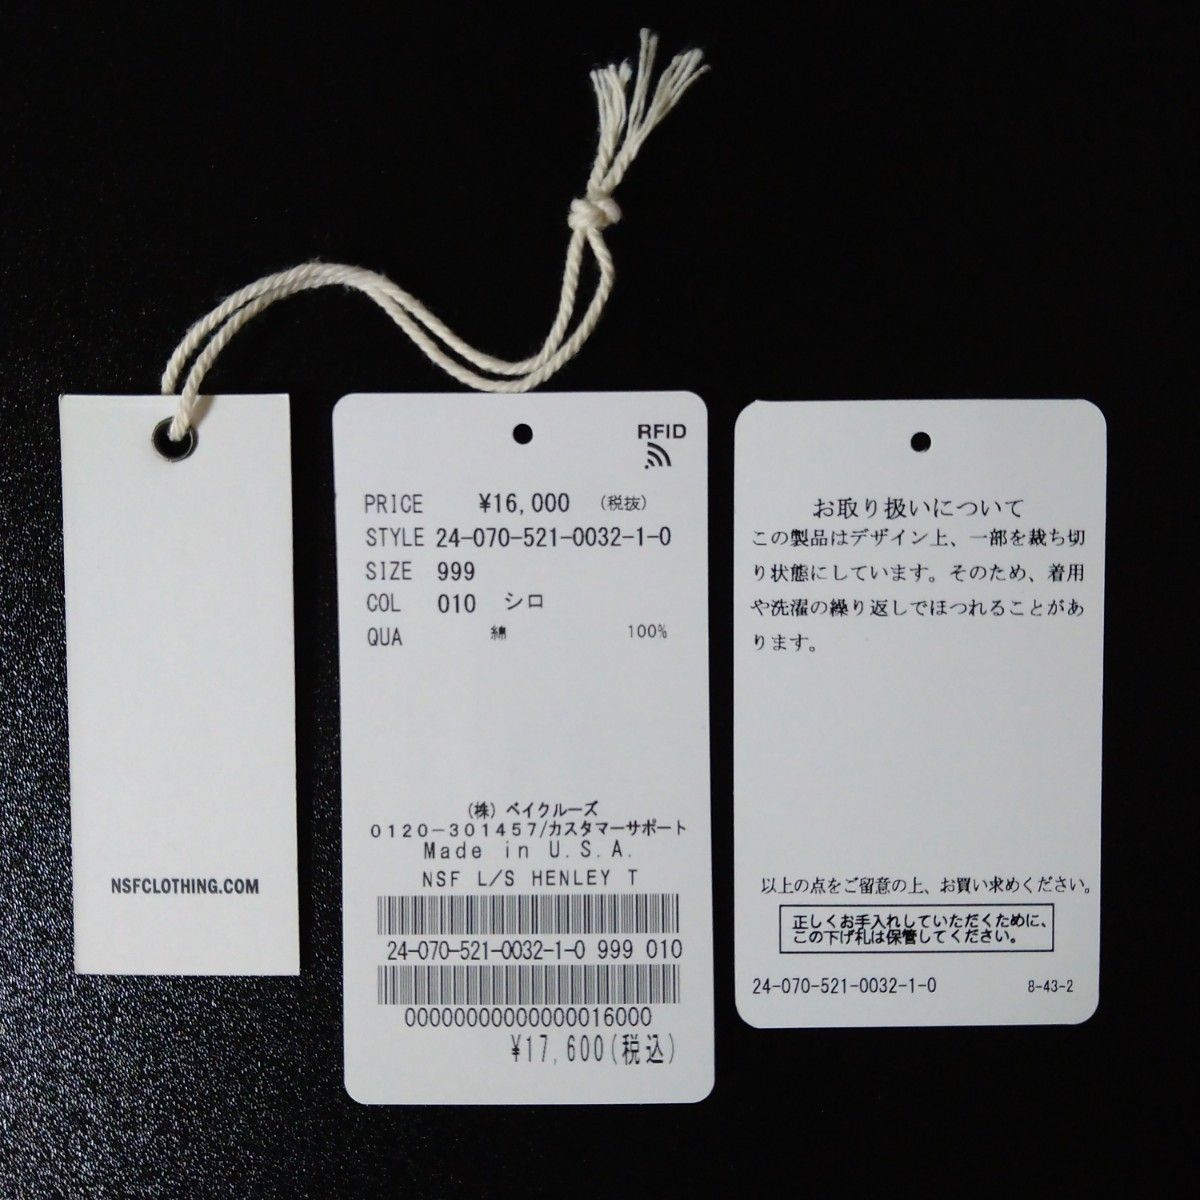 NSFCLOTHING.COM
RFID
PRICE ¥16,000 (税抜)
STYLE 24-070-521-0032-1-0
SIZE 999
COL 010 シロ
QUA 綿 100%
(株) ベイクルーズ
0120-301457/カスタマーサポート
Made in U.S.A.
NSF L/S HENLEY T
24-070-521-0032-1-0 999 010
00000000000000016000
¥17,600(税込)
お取り扱いについて
この製品はデザイン上、一部を裁ち切
り状態にしています。そのため、着用
や洗濯の繰り返しでほつれることがあ
ります。
以上の点をご留意の上、お買い求めください。
正しくお手入れしていただくために、
この下げ札は保管してください。
24-070-521-0032-1-0 8-43-2